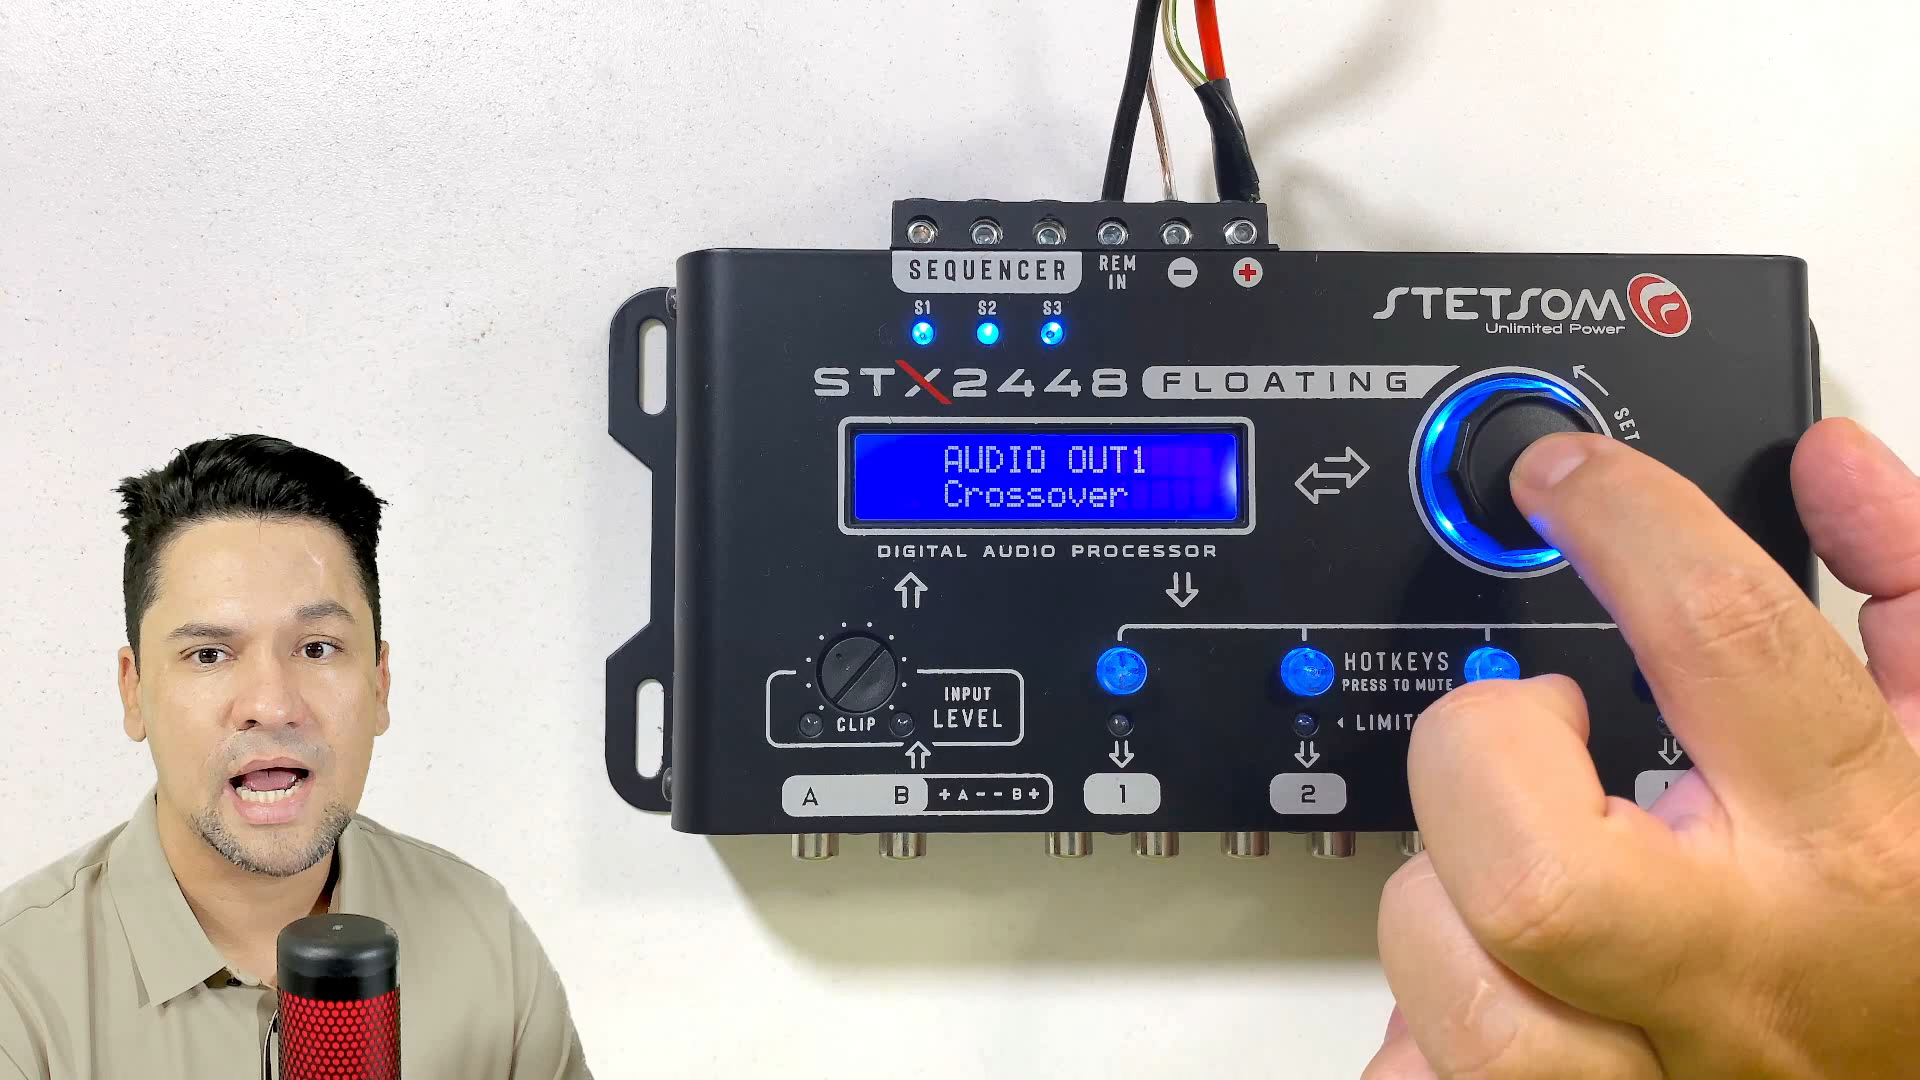 SEQUENCER
REM
IN
S1 S2 S3
STETSOM
Unlimited Power
STX2448 FLOATING
SET
AUDIO OUT1
Crossover
DIGITAL AUDIO PROCESSOR
HOTKEYS
PRESS TO MUTE
INPUT
LEVEL
CLIP
A B + A - - B + 1 2